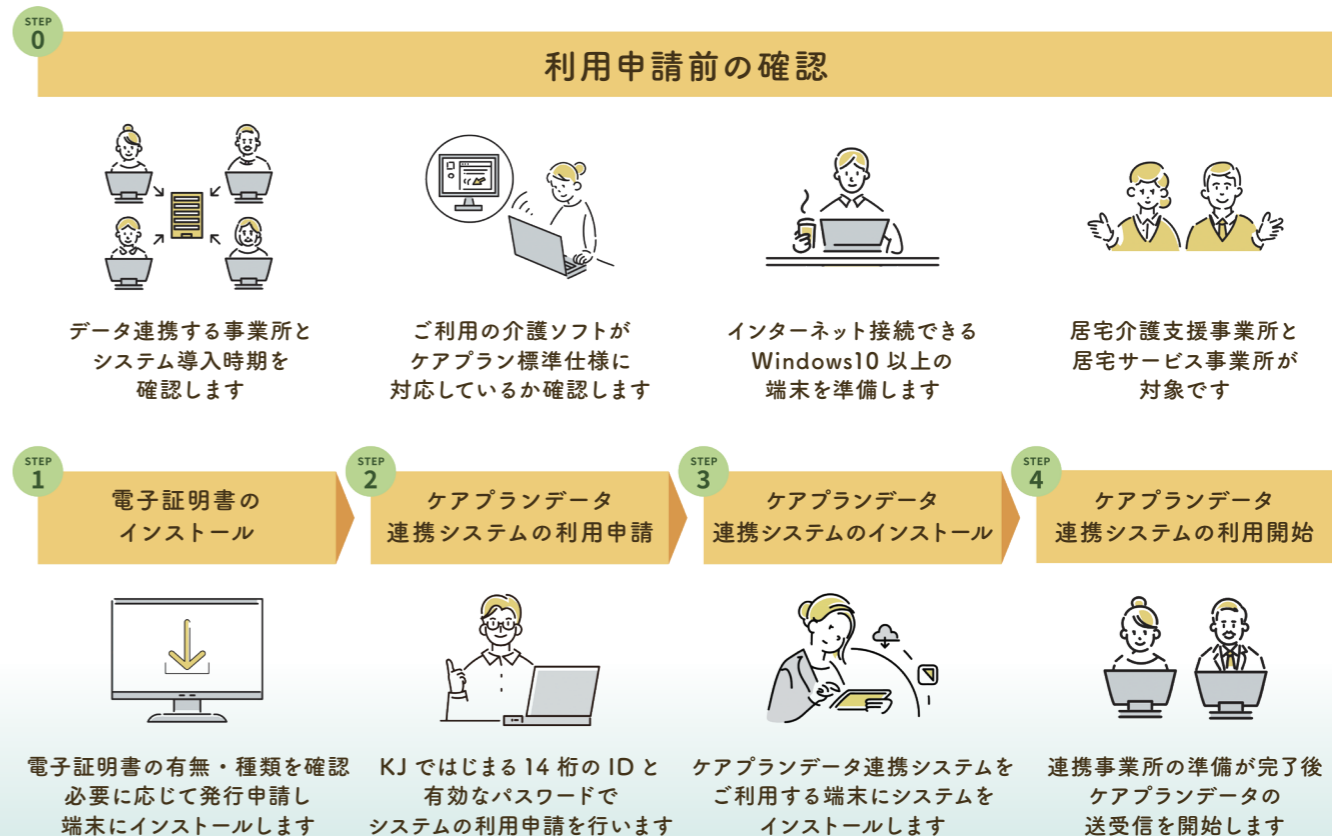 STEP
0
利用申請前の確認
データ連携する事業所と
システム導入時期を
確認します
ご利用の介護ソフトが
ケアプラン標準仕様に
対応しているか確認します
インターネット接続できる
Windows10 以上の
端末を準備します
居宅介護支援事業所と
居宅サービス事業所が
対象です
STEP
1
電子証明書の
インストール
電子証明書の有無・種類を確認
必要に応じて発行申請し
端末にインストールします
STEP
2
ケアプランデータ
連携システムの利用申請
KJ ではじまる 14 桁の ID と
有効なパスワードで
システムの利用申請を行います
STEP
3
ケアプランデータ
連携システムのインストール
ケアプランデータ連携システムを
ご利用する端末にシステムを
インストールします
STEP
4
ケアプランデータ
連携システムの利用開始
連携事業所の準備が完了後
ケアプランデータの
送受信を開始します